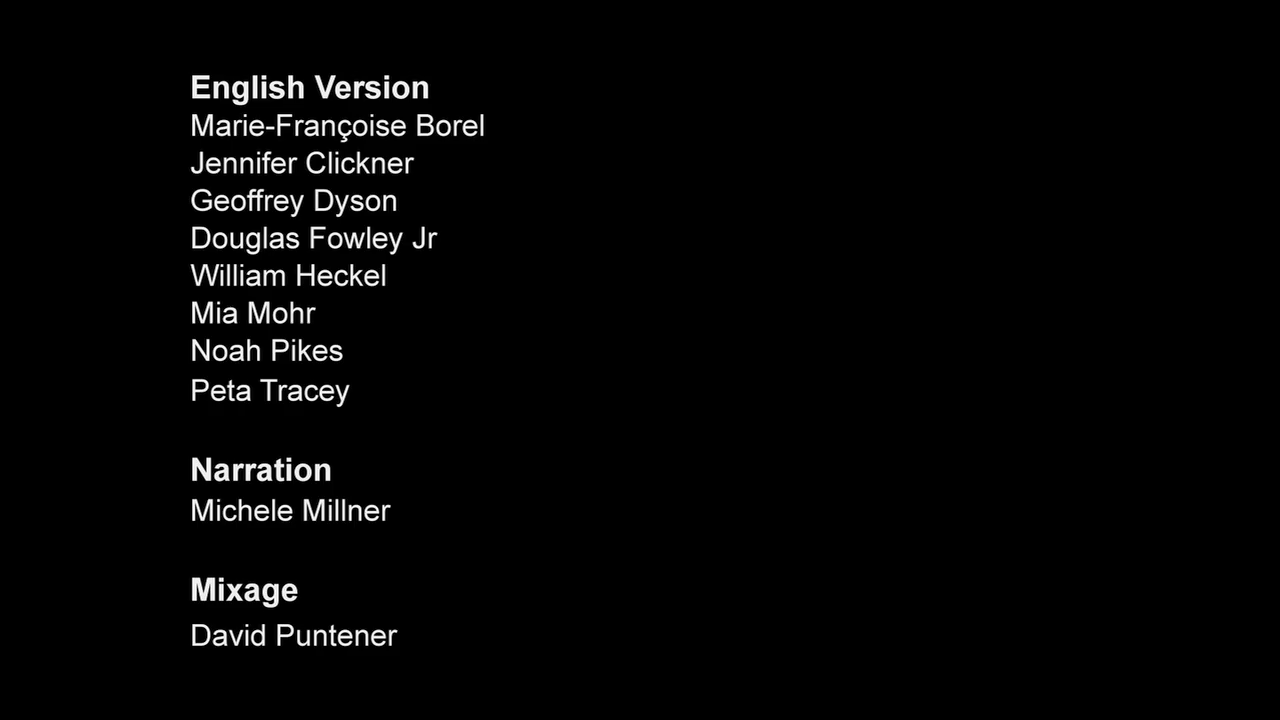 English Version
Marie-Françoise Borel
Jennifer Clickner
Geoffrey Dyson
Douglas Fowley Jr
William Heckel
Mia Mohr
Noah Pikes
Peta Tracey
Narration
Michele Millner
Mixage
David Puntener